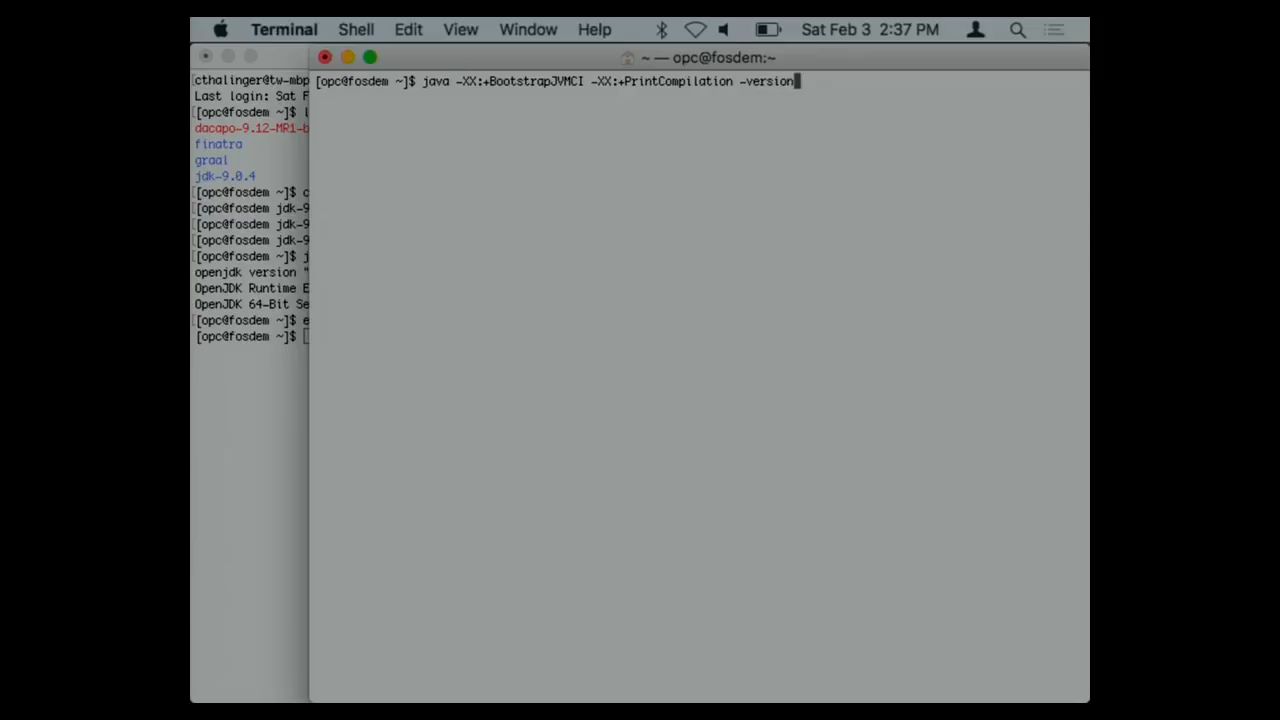 Terminal Shell Edit View Window Help Sat Feb 3 2:37 PM
~ — opc@fosdem:~
[opc@fosdem ~]$ java -XX:+BootstrapJVMCI -XX:+PrintCompilation -version
[cthalinger@tw-mbp
Last login: Sat F
[[opc@fosdem ~]$ l
dacapo-9.12-MR1-b
finatra
graal
jdk-9.0.4
[[opc@fosdem ~]$ c
[[opc@fosdem jdk-9
[[opc@fosdem jdk-9
[[opc@fosdem jdk-9
[[opc@fosdem ~]$ j
openjdk version "
OpenJDK Runtime E
OpenJDK 64-Bit Se
[[opc@fosdem ~]$ e
[opc@fosdem ~]$